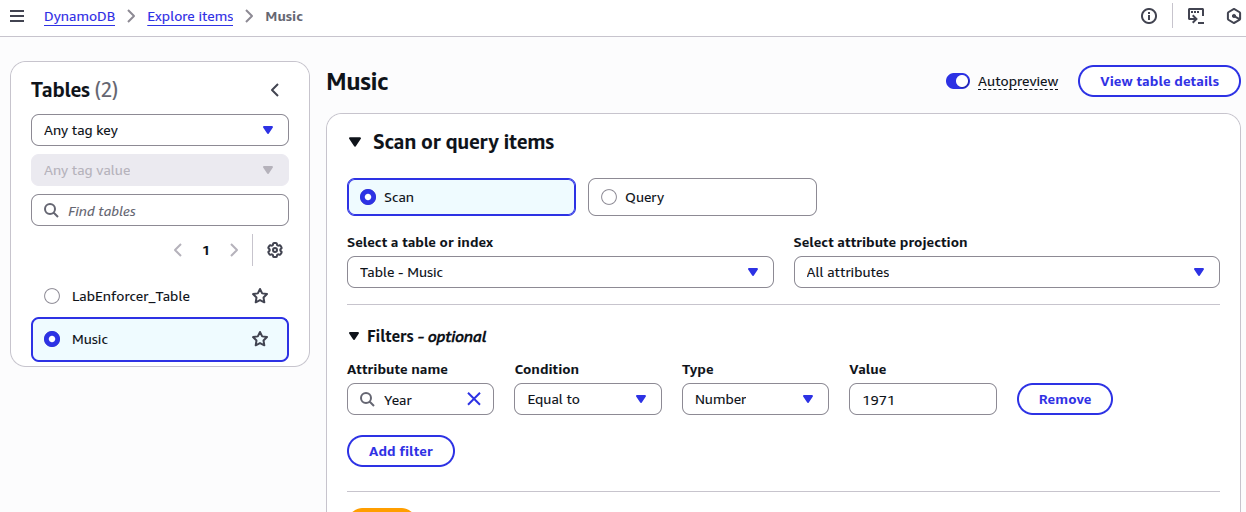 DynamoDB > Explore items > Music
Tables (2)
Any tag key
Any tag value
Find tables
1
LabEnforcer_Table
Music
Music
Autopreview
View table details
Scan or query items
Scan
Query
Select a table or index
Select attribute projection
Table - Music
All attributes
Filters - optional
Attribute name
Condition
Type
Value
Year
Equal to
Number
1971
Remove
Add filter